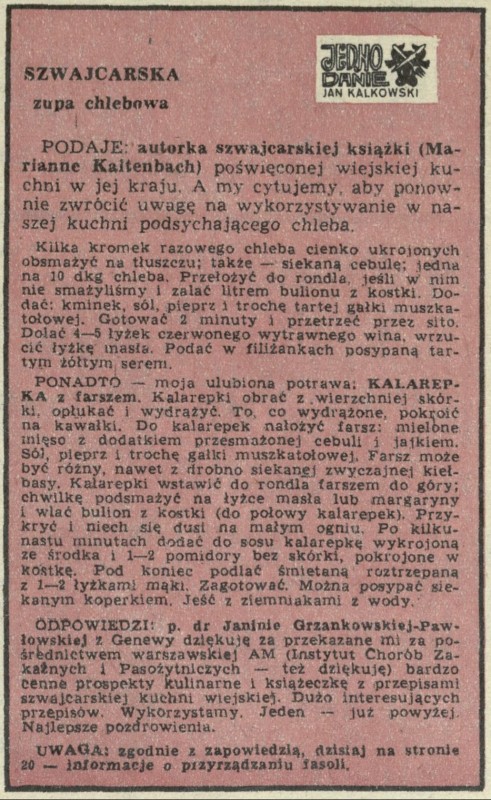 JEDNO
DANIE
JAN KALKOWSKI
SZWAJCARSKA
zupa chlebowa
PODAJE: autorka szwajcarskiej książki (Ma-
rianne Kaltenbach) poświęconej wiejskiej ku-
chni w jej kraju. A my cytujemy, aby ponow-
nie zwrócić uwagę na wykorzystywanie w na-
szej kuchni podsychającego chleba.
Kilka kromek razowego chleba cienko ukrojonych
obsmażyć na tłuszczu; także — siekaną cebulę; jedna
na 10 dkg chleba. Przełożyć do rondla, jeśli w nim
nie smażyliśmy i zalać litrem bulionu z kostki. Do-
dać: kminek, sól, pieprz i trochę tartej gałki muszka-
tołowej. Gotować 2 minuty i przetrzeć przez sito.
Dolać 4—5 łyżek czerwonego wytrawnego wina, wrzu-
cić łyżkę masła. Podać w filiżankach posypaną tar-
tym żółtym serem.
PONADTO — moja ulubiona potrawa: KALAREP-
KA z farszem. Kalarepki obrać z wierzchniej skór-
ki, opłukać i wydrążyć. To, co wydrążone, pokroić
na kawałki. Do kalarepek nałożyć farsz: mielone
mięso z dodatkiem przesmażonej cebuli i jajkiem.
Sól, pieprz i trochę gałki muszkatołowej. Farsz może
być różny, nawet z drobno siekanej zwyczajnej kieł-
basy. Kalarepki wstawić do rondla farszem do góry;
chwilkę podsmażyć na łyżce masła lub margaryny
i wlać bulion z kostki (do połowy kalarepek). Przy-
kryć i niech się dusi na małym ogniu. Po kilku-
nastu minutach dodać do sosu kalarepkę wykrojoną
ze środka i 1—2 pomidory bez skórki, pokrojone w
kostkę. Pod koniec podlać śmietaną roztrzepaną
z 1—2 łyżkami mąki. Zagotować. Można posypać sie-
kanym koperkiem. Jeść z ziemniakami z wody.
ODPOWIEDZI: p. dr Janinie Grzankowskiej-Paw-
łowskiej z Genewy dziękuję za przekazane mi za po-
średnictwem warszawskiej AM (Instytut Chorób Za-
kaźnych i Pasożytniczych — też dziękuję) bardzo
cenne prospekty kulinarne i książeczkę z przepisami
szwajcarskiej kuchni wiejskiej. Dużo interesujących
przepisów. Wykorzystamy. Jeden — już powyżej.
Najlepsze pozdrowienia.
UWAGA: zgodnie z zapowiedzią, dzisiaj na stronie
20 — informacje o przyrządzaniu fasoli.